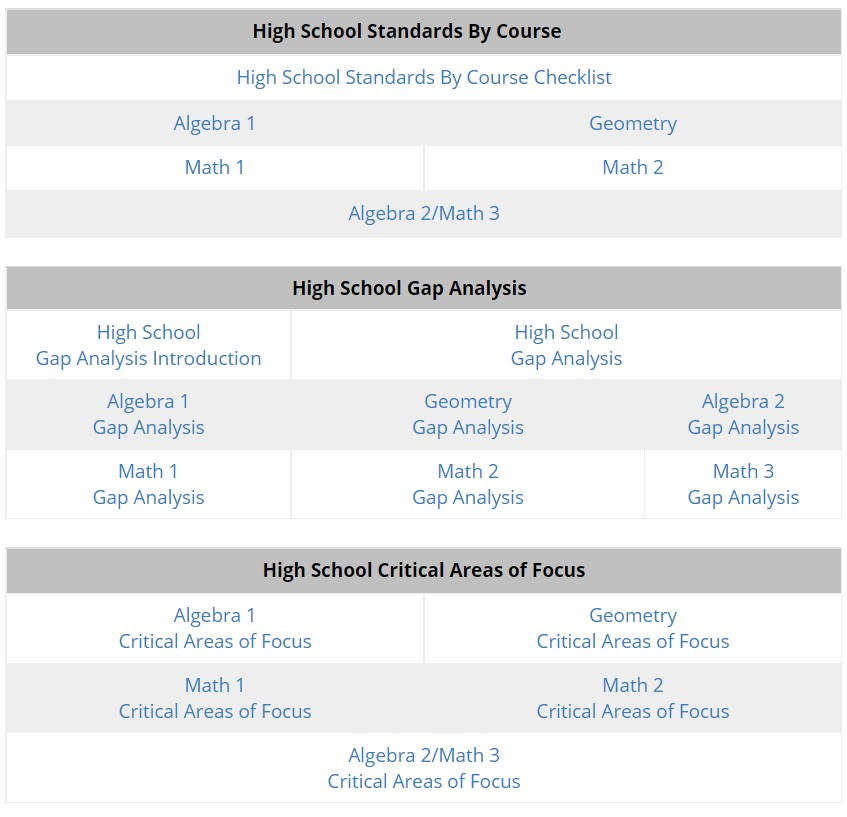 High School Standards By Course
High School Standards By Course Checklist
Algebra 1
Geometry
Math 1
Math 2
Algebra 2/Math 3
High School Gap Analysis
High School
Gap Analysis Introduction
High School
Gap Analysis
Algebra 1
Gap Analysis
Geometry
Gap Analysis
Algebra 2
Gap Analysis
Math 1
Gap Analysis
Math 2
Gap Analysis
Math 3
Gap Analysis
High School Critical Areas of Focus
Algebra 1
Critical Areas of Focus
Geometry
Critical Areas of Focus
Math 1
Critical Areas of Focus
Math 2
Critical Areas of Focus
Algebra 2/Math 3
Critical Areas of Focus